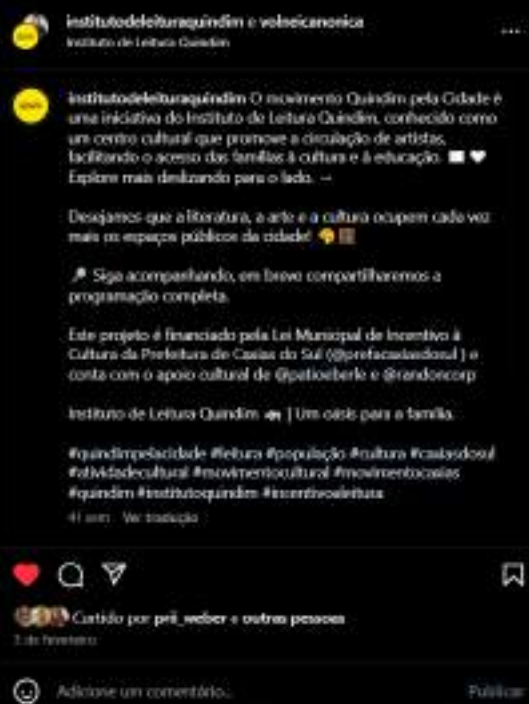 institutodeleituraquindim e volneicanonica
Instituto de Leitura Quindim
institutodeleituraquindim O movimento Quindim pela Cidade é
uma iniciativa do Instituto de Leitura Quindim, conhecido como
um centro cultural que promove a circulação de artistas,
facilitando o acesso das famílias à cultura e à educação.
Explore mais deslizando para o lado. →
Desejamos que a literatura, a arte e a cultura ocupem cada vez
mais os espaços públicos da cidade!
Siga acompanhando, em breve compartilharemos a
programação completa.
Este projeto é financiado pela Lei Municipal de Incentivo à
Cultura da Prefeitura de Caxias do Sul (@prefacaxiasdosul) e
conta com o apoio cultural de @patioeberle e @randoncorp
Instituto de Leitura Quindim | Um oásis para a família.
#quindimpelacidade #leitura #população #cultura #caxiasdosul
#atividadecultural #movimentocultural #movimentocaxias
#quindim #institutoquindim #incentivoaleitura
41 sem Ver tradução
Curtido por pril_weber e outras pessoas
de fevereiro
Adicione um comentário...
Publicar